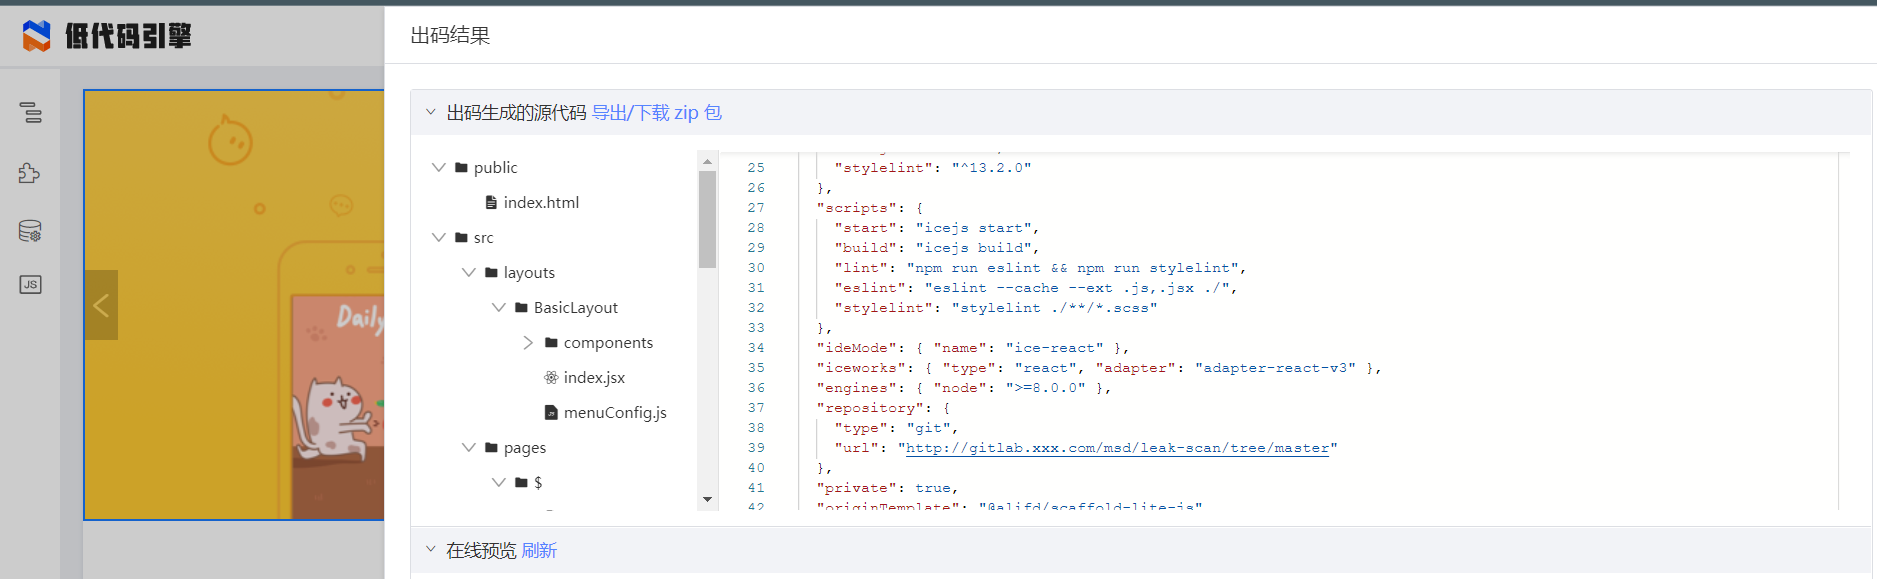 低代码引擎
JS
Daily
出码结果
出码生成的源代码 导出/下载 zip 包
public
index.html
src
layouts
BasicLayout
components
index.jsx
menuConfig.js
pages
$
25 "stylelint": "^13.2.0"
26 },
27 "scripts": {
28 "start": "icejs start",
29 "build": "icejs build",
30 "lint": "npm run eslint && npm run stylelint",
31 "eslint": "eslint --cache --ext .js,.jsx ./",
32 "stylelint": "stylelint ./**/*.scss"
33 },
34 "ideMode": { "name": "ice-react" },
35 "iceworks": { "type": "react", "adapter": "adapter-react-v3" },
36 "engines": { "node": ">=8.0.0" },
37 "repository": {
38 "type": "git",
39 "url": "http://gitlab.xxx.com/msd/leak-scan/tree/master"
40 },
41 "private": true,
42 "originTemplate": "@alifd/scaffold-lite-js"
在线预览 刷新